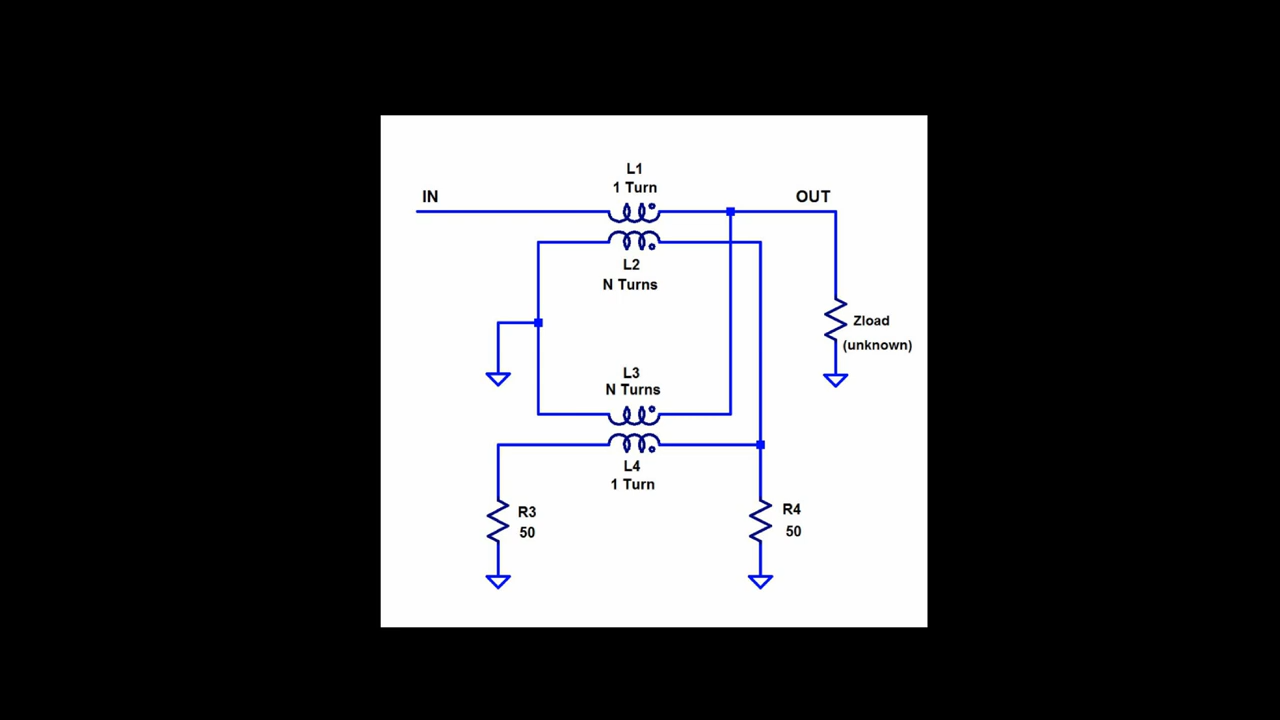 L1
1 Turn
IN
OUT
L2
N Turns
Zload
(unknown)
L3
N Turns
L4
1 Turn
R3
50
R4
50